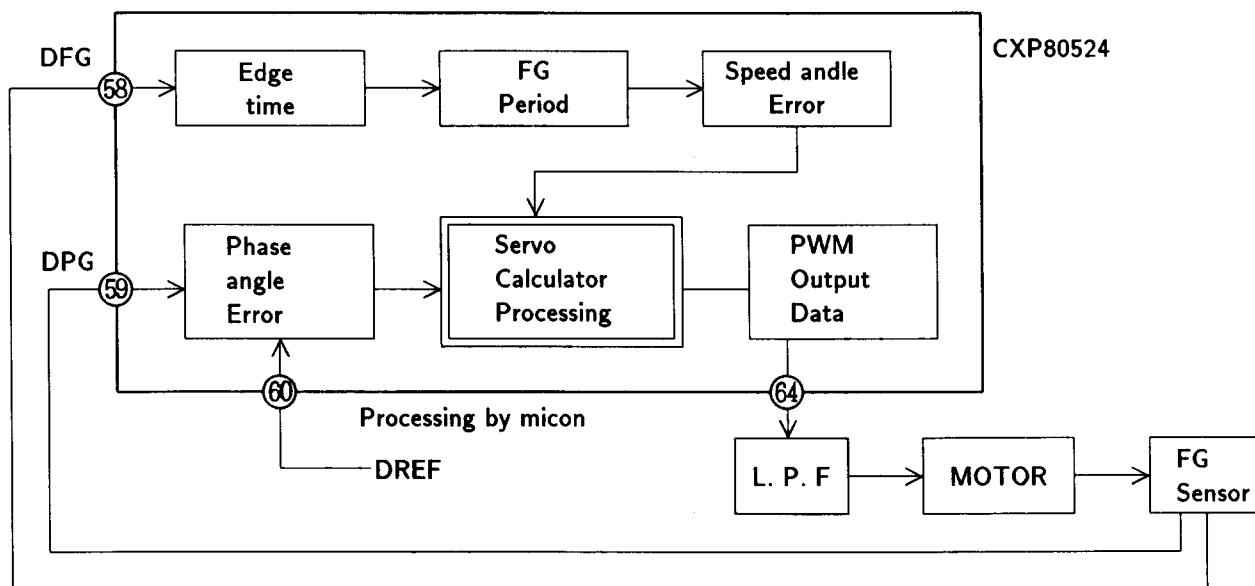 DFG
58
Edge
time
FG
Period
Speed andle
Error
CXP80524
DPG
59
Phase
angle
Error
Servo
Calculator
Processing
PWM
Output
Data
60
Processing by micon
64
DREF
L. P. F
MOTOR
FG
Sensor